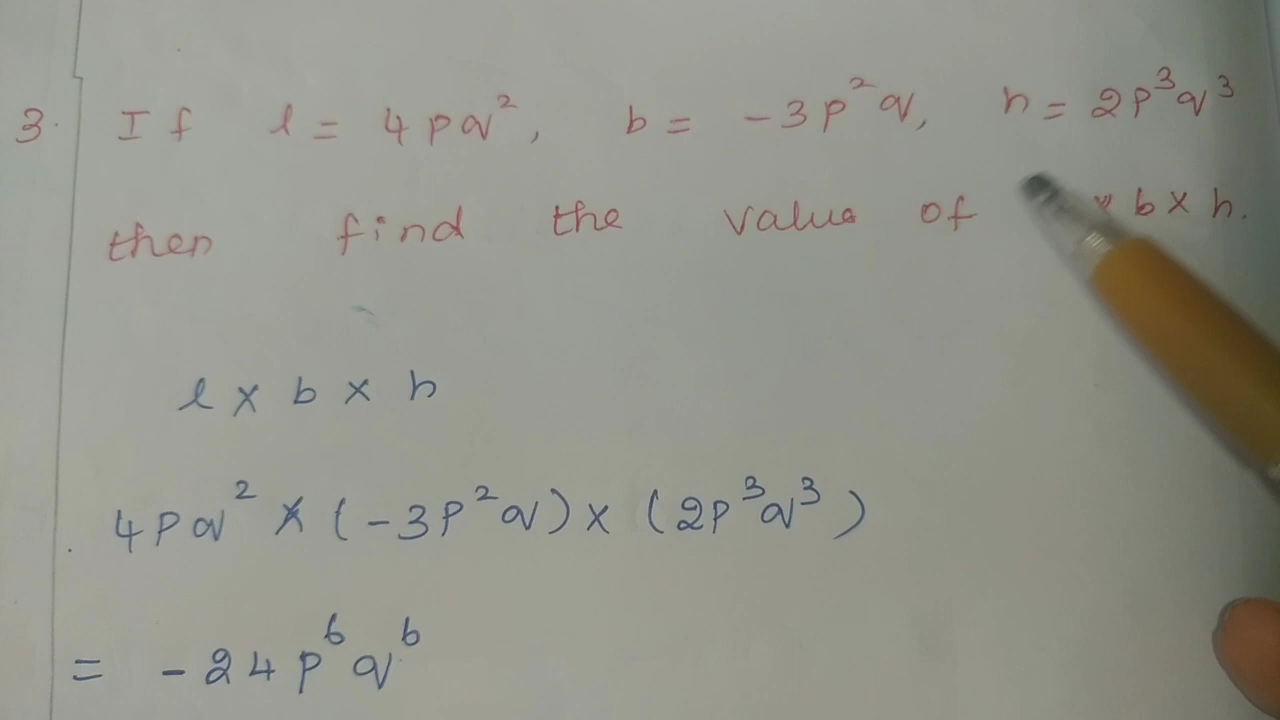 3. If l = 4pq², b = -3p²q, h = 2p³q³
then find the value of × b × h.
l × b × h
4pq² × (-3p²q) × (2p³q³)
= -24p⁶q⁶